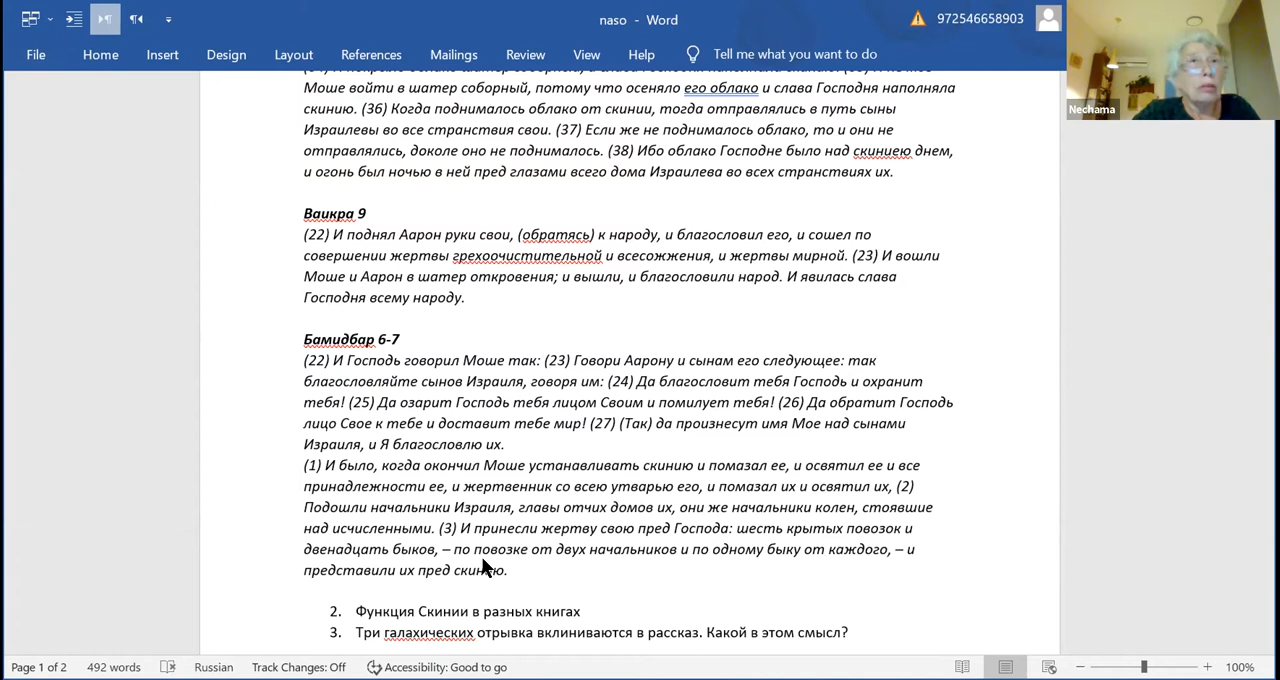 naso - Word
972546658903
File Home Insert Design Layout References Mailings Review View Help Tell me what you want to do
Nechama
Моше войти в шатер соборный, потому что осеняло его облако и слава Господня наполняла
скинию. (36) Когда поднималось облако от скинии, тогда отправлялись в путь сыны
Израилевы во все странствия свои. (37) Если же не поднималось облако, то и они не
отправлялись, доколе оно не поднималось. (38) Ибо облако Господне было над скиниею днем,
и огонь был ночью в ней пред глазами всего дома Израилева во всех странствиях их.
Ваикра 9
(22) И поднял Аарон руки свои, (обратясь) к народу, и благословил его, и сошел по
совершении жертвы грехоочистительной и всесожжения, и жертвы мирной. (23) И вошли
Моше и Аарон в шатер откровения; и вышли, и благословили народ. И явилась слава
Господня всему народу.
Бамидбар 6-7
(22) И Господь говорил Моше так: (23) Говори Аарону и сынам его следующее: так
благословляйте сынов Израиля, говоря им: (24) Да благословит тебя Господь и охранит
тебя! (25) Да озарит Господь тебя лицом Своим и помилует тебя! (26) Да обратит Господь
лицо Свое к тебе и доставит тебе мир! (27) (Так) да произнесут имя Мое над сынами
Израиля, и Я благословлю их.
(1) И было, когда окончил Моше устанавливать скинию и помазал ее, и освятил ее и все
принадлежности ее, и жертвенник со всею утварью его, и помазал их и освятил их, (2)
Подошли начальники Израиля, главы отчих домов их, они же начальники колен, стоявшие
над исчисленными. (3) И принесли жертву свою пред Господа: шесть крытых повозок и
двенадцать быков, – по повозке от двух начальников и по одному быку от каждого, – и
представили их пред скинию.
2. Функция Скинии в разных книгах
3. Три галахических отрывка вклиниваются в рассказ. Какой в этом смысл?
Page 1 of 2 492 words Russian Track Changes: Off Accessibility: Good to go 100%